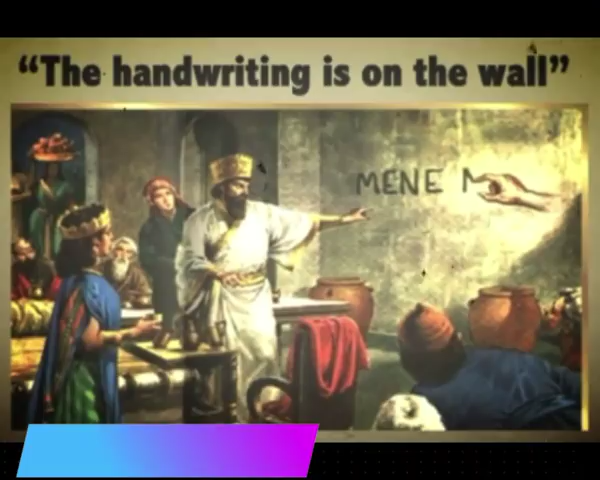 “The handwriting is on the wall”
MENE M